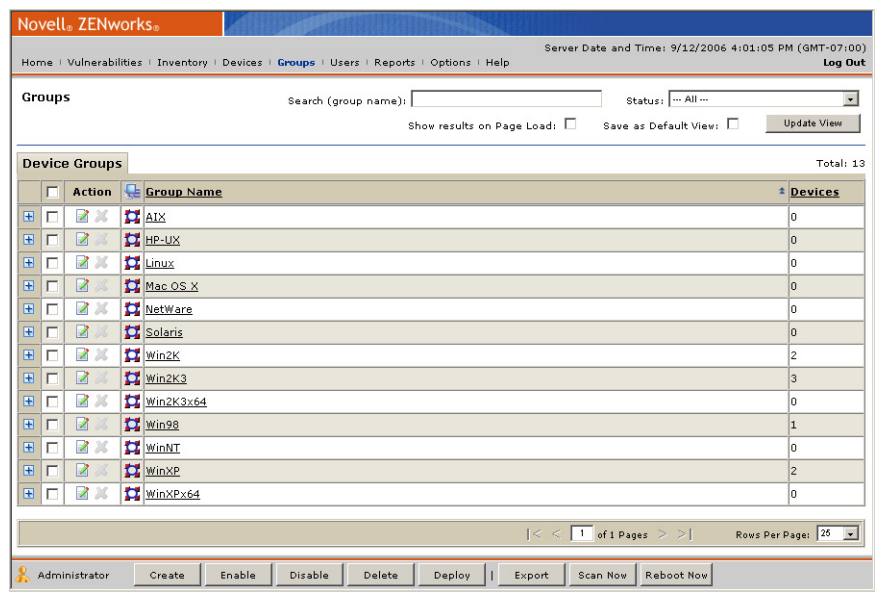 Novell® ZENworks®
Server Date and Time: 9/12/2006 4:01:05 PM (GMT-07:00)
Home | Vulnerabilities | Inventory | Devices | Groups | Users | Reports | Options | Help
Log Out
Groups
Search (group name):
Status: --- All ---
Show results on Page Load:
Save as Default View:
Update View
Device Groups
Total: 13
Action Group Name Devices
AIX 0
HP-UX 0
Linux 0
Mac OS X 0
NetWare 0
Solaris 0
Win2K 2
Win2K3 3
Win2K3x64 0
Win98 1
WinNT 0
WinXP 2
WinXPx64 0
|< < 1 of 1 Pages > >| Rows Per Page: 25
Administrator Create Enable Disable Delete Deploy | Export Scan Now Reboot Now